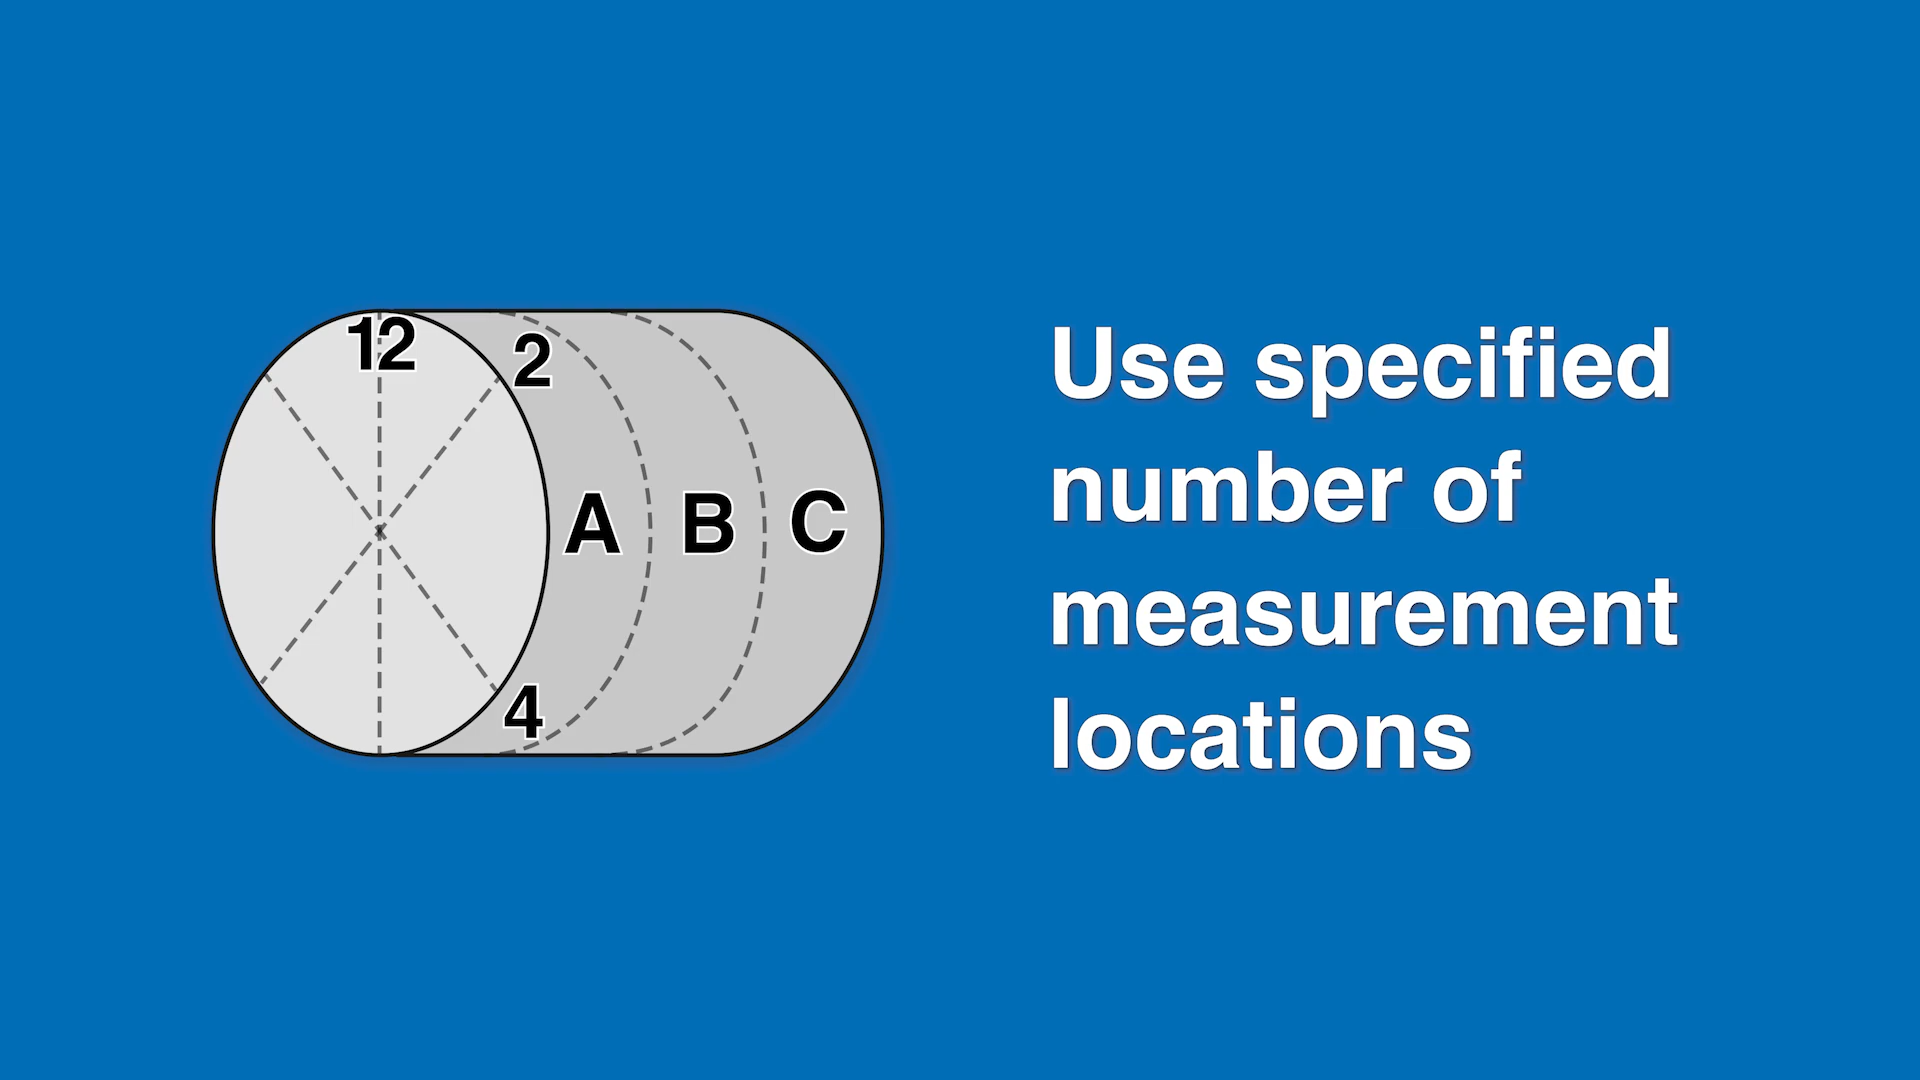 12
2
A B C
4
Use specified
number of
measurement
locations